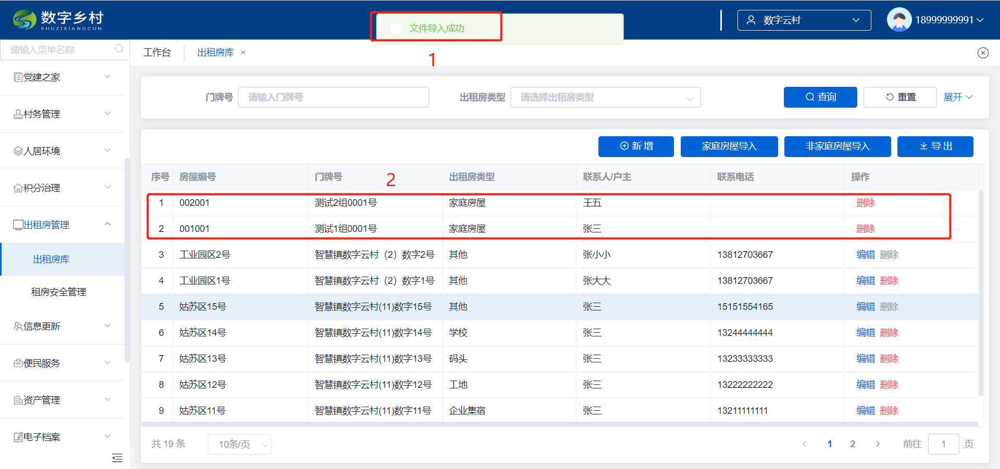 数字乡村
SHUZIXIANGCUN
文件导入成功
1
数字云村
18999999991
请输入菜单名称
工作台
出租房库
党建之家
村务管理
人居环境
积分治理
出租房管理
出租房库
租房安全管理
信息更新
便民服务
资产管理
电子档案
门牌号 请输入门牌号 出租房类型 请选择出租房类型 查询 重置 展开
新增 家庭房屋导入 非家庭房屋导入 导出
2
序号 房屋编号 门牌号 出租房类型 联系人/户主 联系电话 操作
1 002001 测试2组0001号 家庭房屋 王五 删除
2 001001 测试1组0001号 家庭房屋 张三 删除
3 工业园区2号 智慧镇数字云村（2）数字2号 其他 张小小 13812703667 编辑 删除
4 工业园区1号 智慧镇数字云村（2）数字1号 其他 张大大 13812703667 编辑 删除
5 姑苏区15号 智慧镇数字云村(11)数字15号 其他 张三 15151554165 编辑 删除
6 姑苏区14号 智慧镇数字云村(11)数字14号 学校 张三 13244444444 编辑 删除
7 姑苏区13号 智慧镇数字云村(11)数字13号 码头 张三 13233333333 编辑 删除
8 姑苏区12号 智慧镇数字云村(11)数字12号 工地 张三 13222222222 编辑 删除
9 姑苏区11号 智慧镇数字云村(11)数字11号 企业集宿 张三 13211111111 编辑 删除
共 19 条 10条/页 1 2 前往 1 页